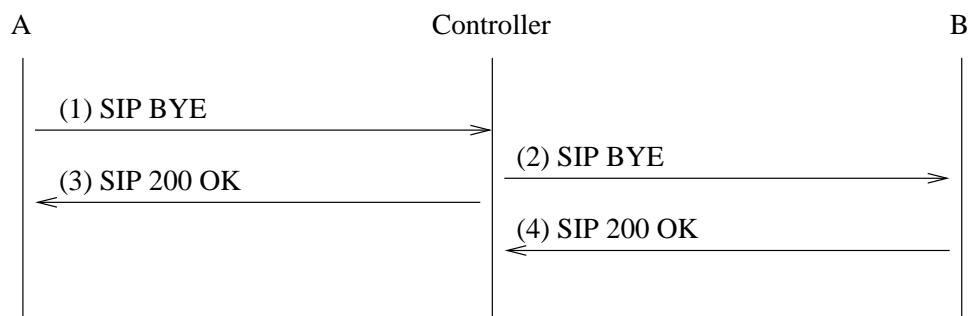 A Controller B
(1) SIP BYE
(2) SIP BYE
(3) SIP 200 OK
(4) SIP 200 OK